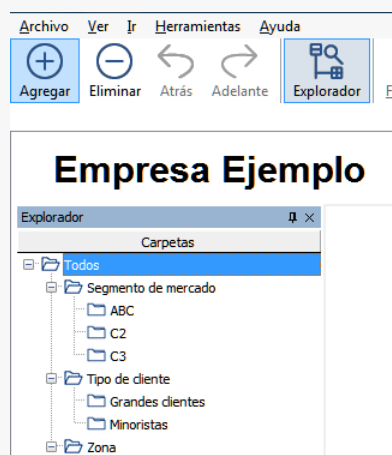 Archivo Ver Ir Herramientas Ayuda
Agregar Eliminar Atrás Adelante Explorador
Empresa Ejemplo
Explorador
Carpetas
Todos
Segmento de mercado
ABC
C2
C3
Tipo de cliente
Grandes clientes
Minoristas
Zona